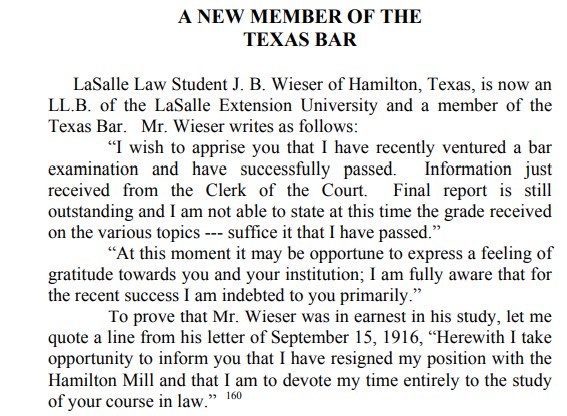 A NEW MEMBER OF THE
TEXAS BAR
LaSalle Law Student J. B. Wieser of Hamilton, Texas, is now an
LL.B. of the LaSalle Extension University and a member of the
Texas Bar. Mr. Wieser writes as follows:
“I wish to apprise you that I have recently ventured a bar
examination and have successfully passed. Information just
received from the Clerk of the Court. Final report is still
outstanding and I am not able to state at this time the grade received
on the various topics --- suffice it that I have passed.”
“At this moment it may be opportune to express a feeling of
gratitude towards you and your institution; I am fully aware that for
the recent success I am indebted to you primarily.”
To prove that Mr. Wieser was in earnest in his study, let me
quote a line from his letter of September 15, 1916, “Herewith I take
opportunity to inform you that I have resigned my position with the
Hamilton Mill and that I am to devote my time entirely to the study
of your course in law.” 160